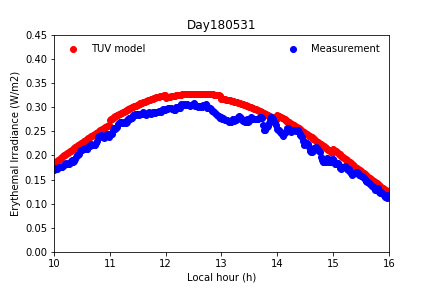 Day180531
TUV model
Measurement
Erythemal Irradiance (W/m2)
0.45
0.40
0.35
0.30
0.25
0.20
0.15
0.10
0.05
0.00
10 11 12 13 14 15 16
Local hour (h)